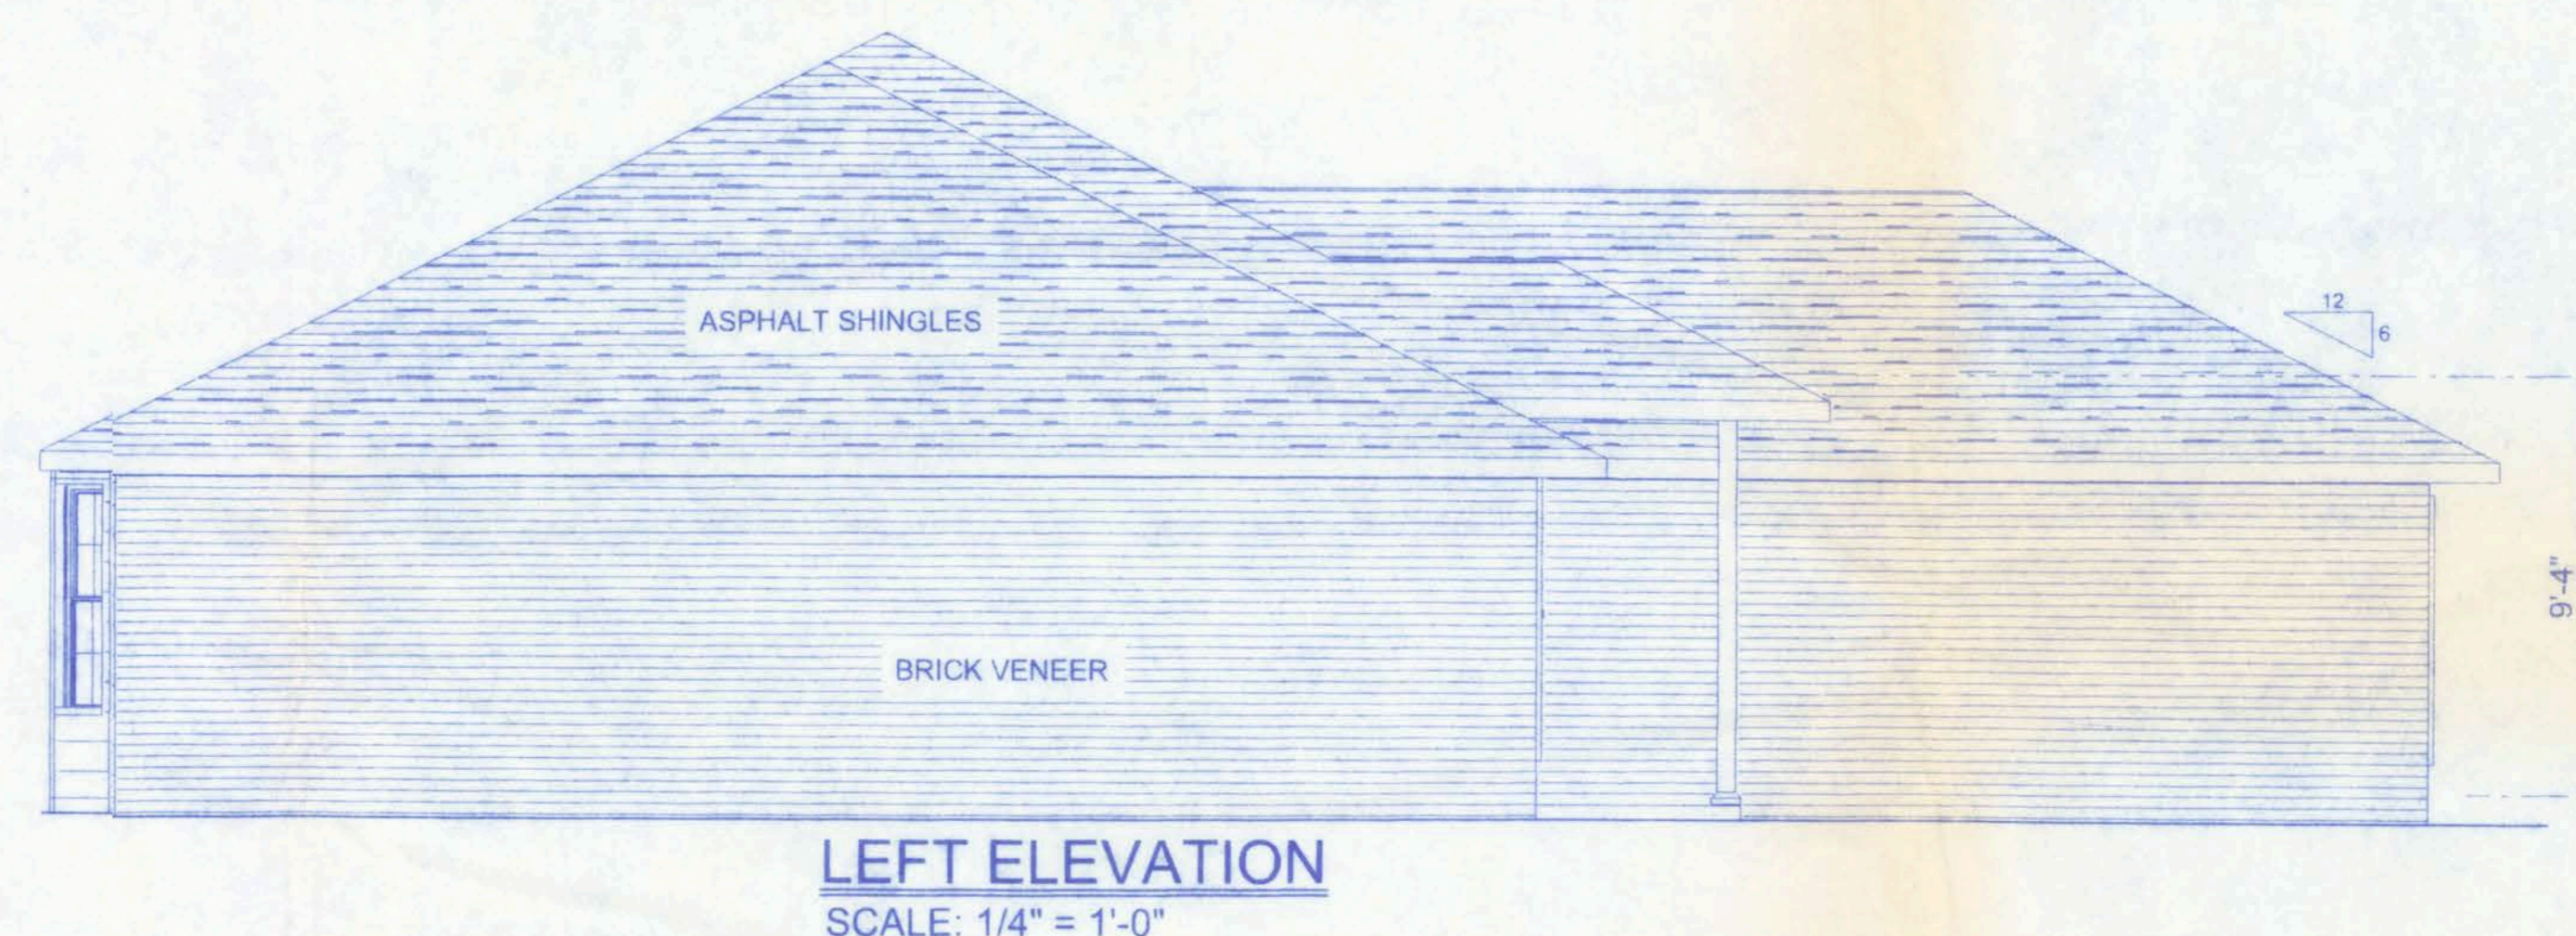 12
6
ASPHALT SHINGLES
9'-4"
BRICK VENEER
LEFT ELEVATION
SCALE: 1/4" = 1'-0"